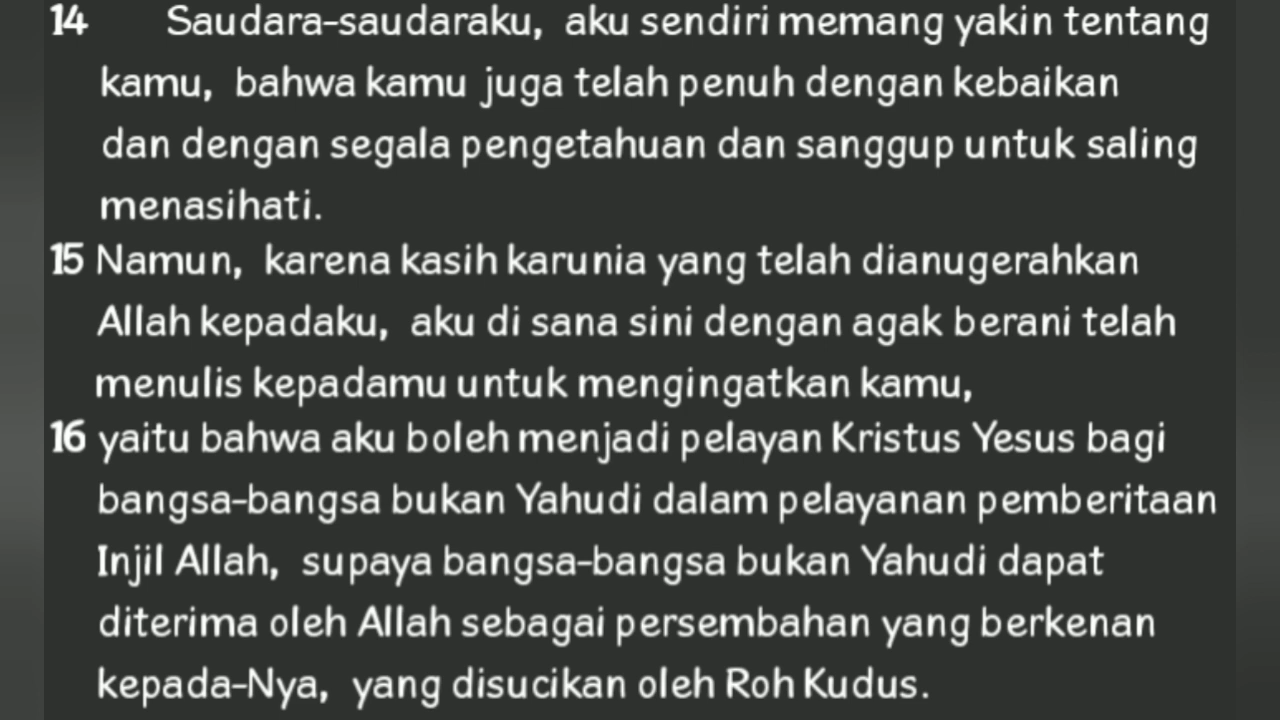 14 Saudara-saudaraku, aku sendiri memang yakin tentang
kamu, bahwa kamu juga telah penuh dengan kebaikan
dan dengan segala pengetahuan dan sanggup untuk saling
menasihati.
15 Namun, karena kasih karunia yang telah dianugerahkan
Allah kepadaku, aku di sana sini dengan agak berani telah
menulis kepadamu untuk mengingatkan kamu,
16 yaitu bahwa aku boleh menjadi pelayan Kristus Yesus bagi
bangsa-bangsa bukan Yahudi dalam pelayanan pemberitaan
Injil Allah, supaya bangsa-bangsa bukan Yahudi dapat
diterima oleh Allah sebagai persembahan yang berkenan
kepada-Nya, yang disucikan oleh Roh Kudus.